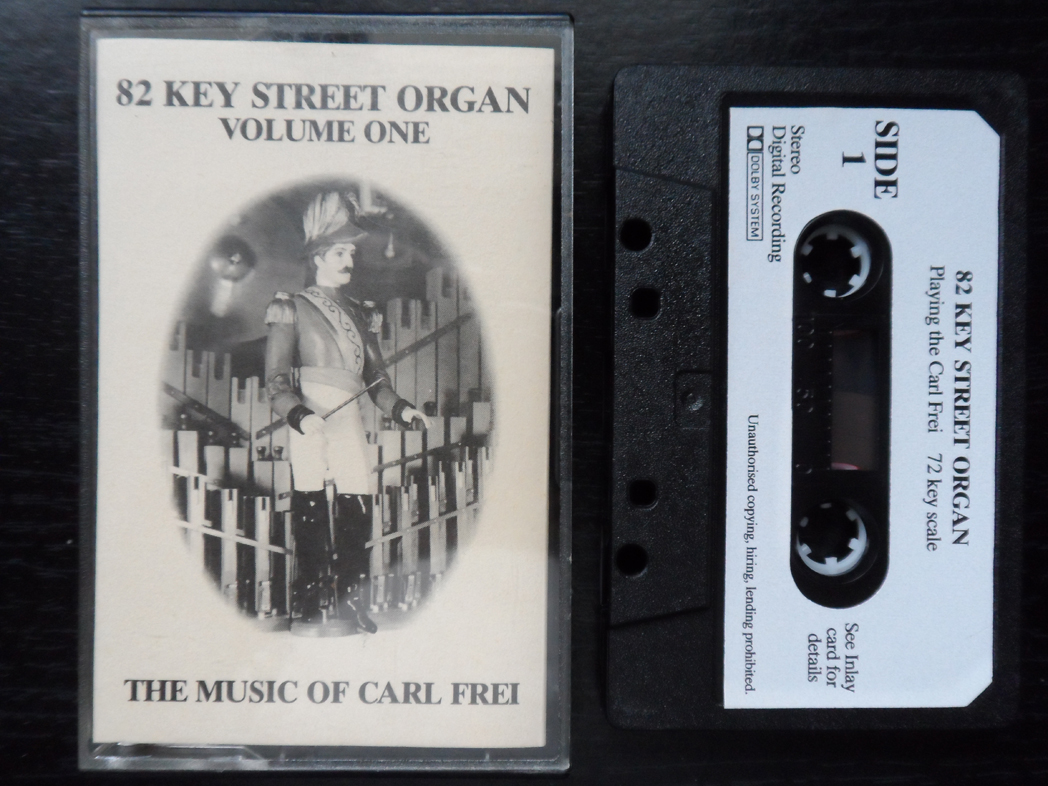 82 KEY STREET ORGAN
VOLUME ONE
THE MUSIC OF CARL FREI
82 KEY STREET ORGAN
Playing the Carl Frei 72 key scale
SIDE
1
Stereo
Digital Recording
DOLBY SYSTEM
See Inlay
card for
details
Unauthorised copying, hiring, lending prohibited.